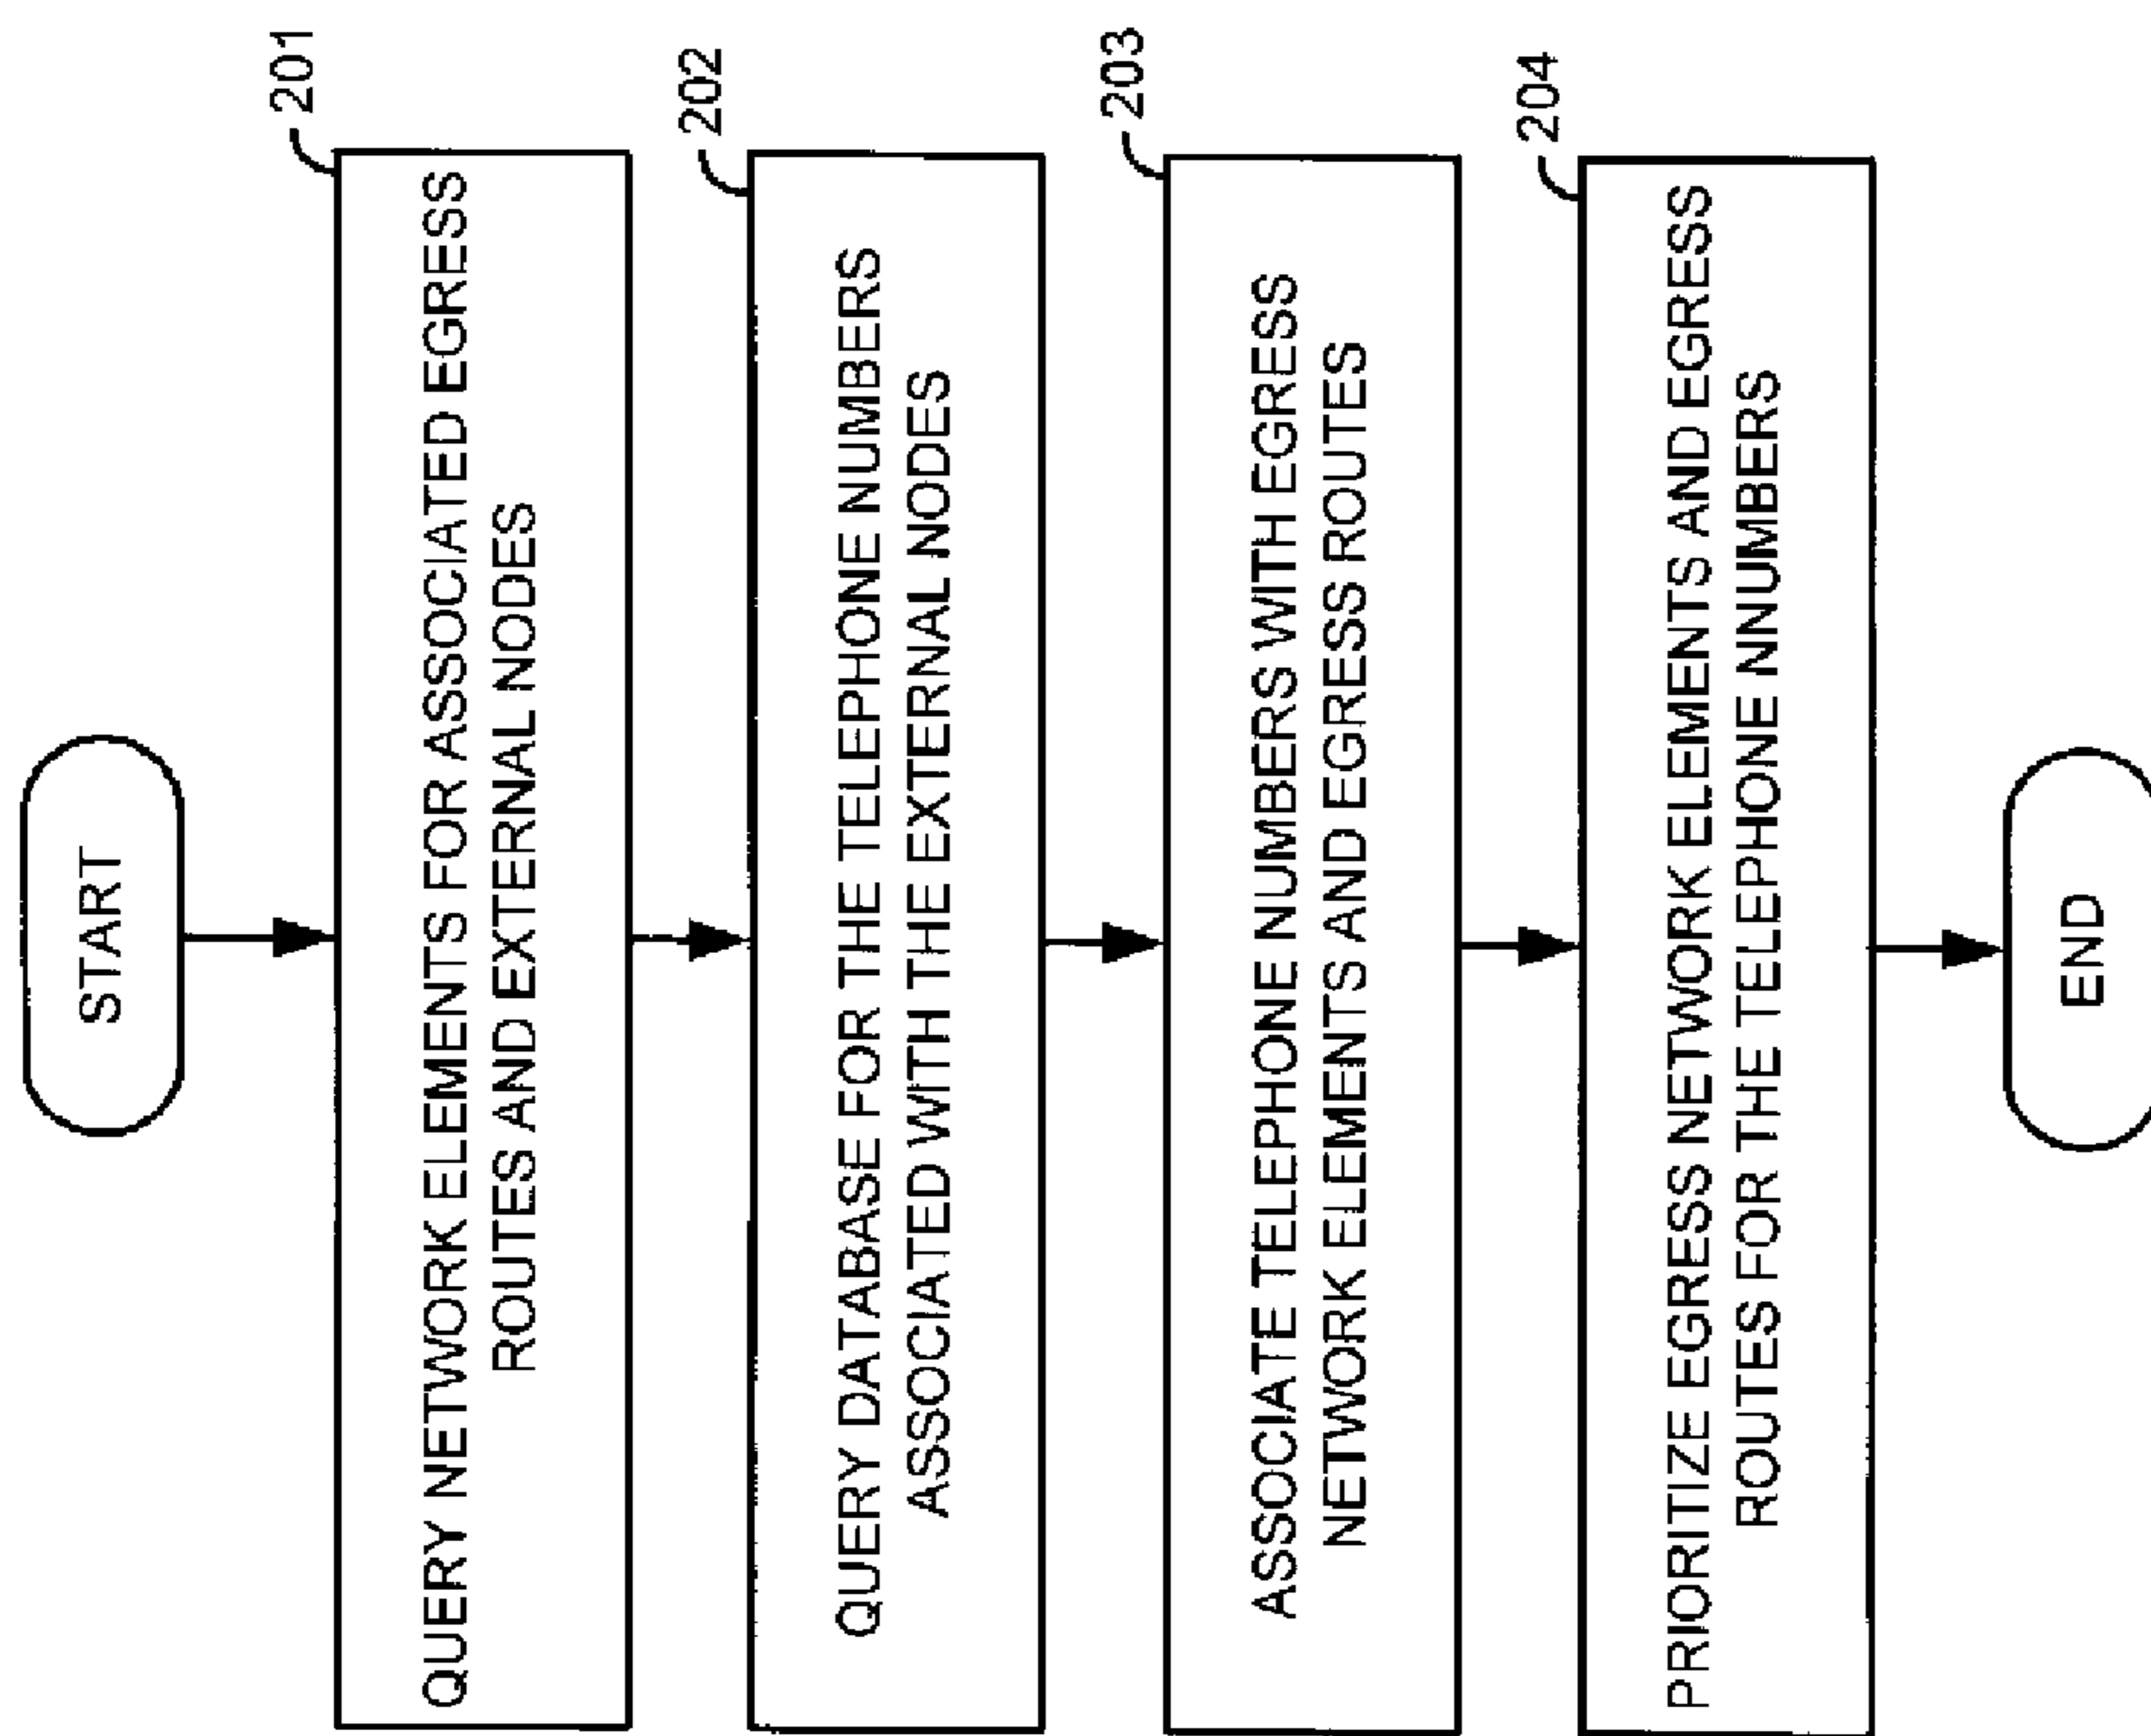 START
201
QUERY NETWORK ELEMENTS FOR ASSOCIATED EGRESS
ROUTES AND EXTERNAL NODES
202
QUERY DATABASE FOR THE TELEPHONE NUMBERS
ASSOCIATED WITH THE EXTERNAL NODES
203
ASSOCIATE TELEPHONE NUMBERS WITH EGRESS
NETWORK ELEMENTS AND EGRESS ROUTES
204
PRIORITIZE EGRESS NETWORK ELEMENTS AND EGRESS
ROUTES FOR THE TELEPHONE NNUMBERS
END